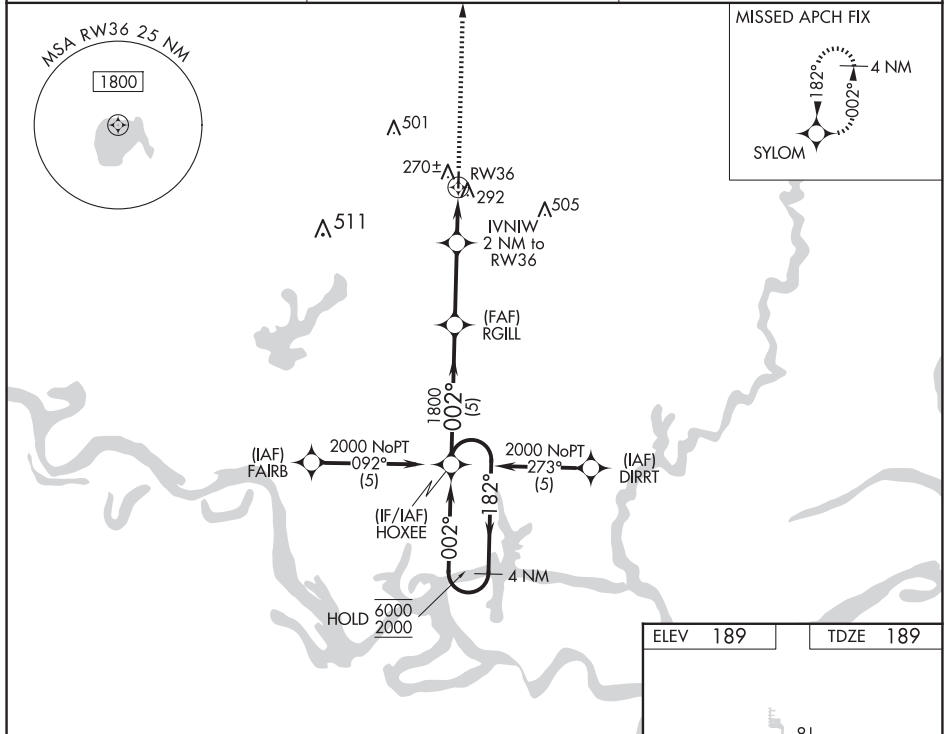 MSA RW36 25 NM
1800
MISSED APCH FIX
4 NM
182°
002°
SYLOM
501
270±
RW36
292
505
511
IVNIW
2 NM to
RW36
(FAF)
RGILL
1800
002°
(5)
(IAF)
FAIRB
2000 NoPT
092°
(5)
2000 NoPT
273°
(5)
(IAF)
DIRRT
(IF/IAF)
HOXEE
002°
182°
4 NM
HOLD
6000
2000
ELEV 189
TDZE 189